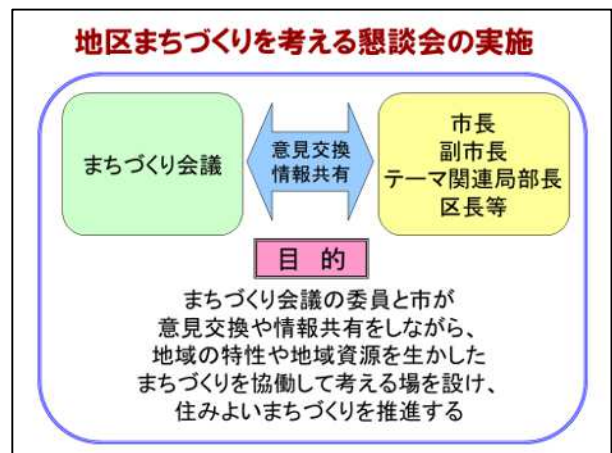 地区まちづくりを考える懇談会の実施
まちづくり会議
意見交換
情報共有
市長
副市長
テーマ関連局部長
区長等
目 的
まちづくり会議の委員と市が
意見交換や情報共有をしながら、
地域の特性や地域資源を生かした
まちづくりを協働して考える場を設け、
住みよいまちづくりを推進する